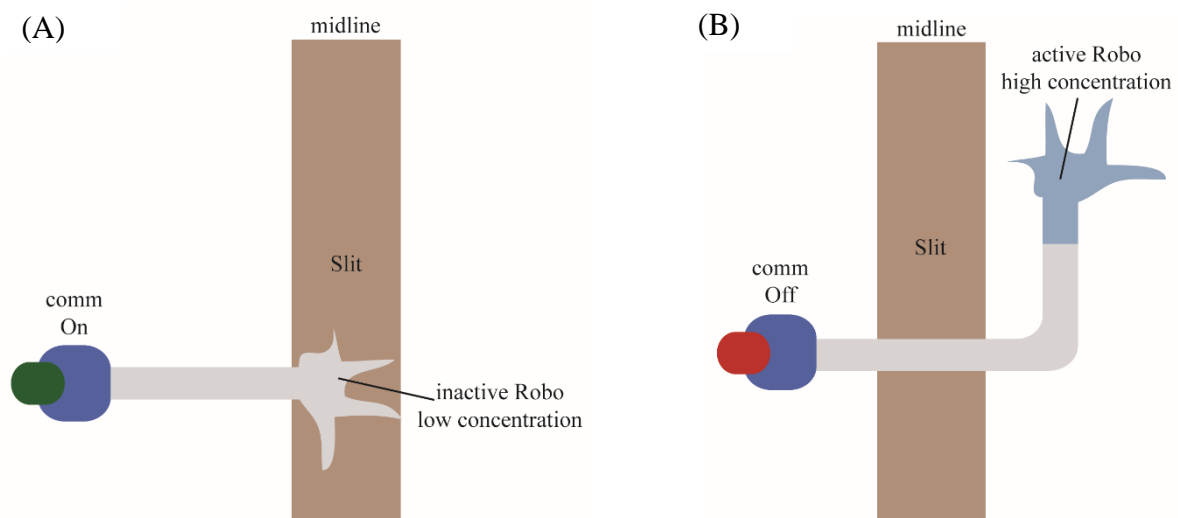 (A)
midline
Slit
comm
On
inactive Robo
low concentration
(B)
midline
active Robo
high concentration
Slit
comm
Off